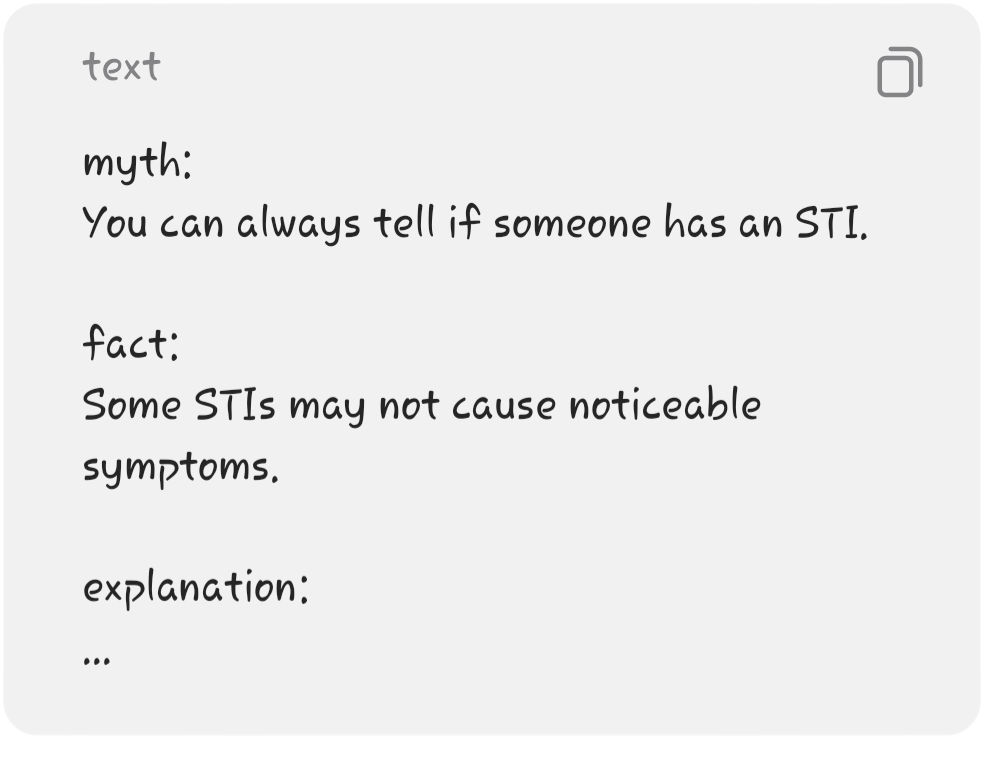 text
myth:
You can always tell if someone has an STI.
fact:
Some STIs may not cause noticeable
symptoms.
explanation:
...